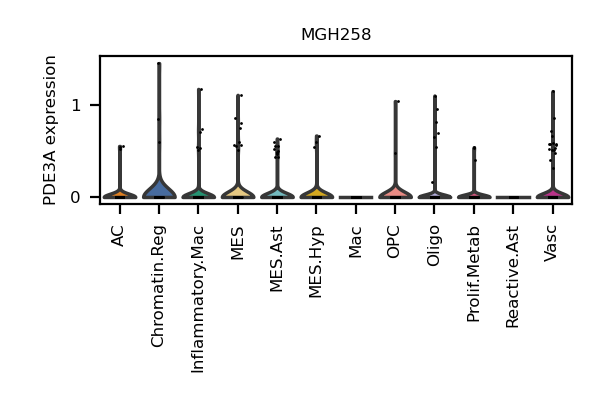 MGH258
PDE3A expression
1
0
AC
Chromatin.Reg
Inflammatory.Mac
MES
MES.Ast
MES.Hyp
Mac
OPC
Oligo
Prolif.Metab
Reactive.Ast
Vasc